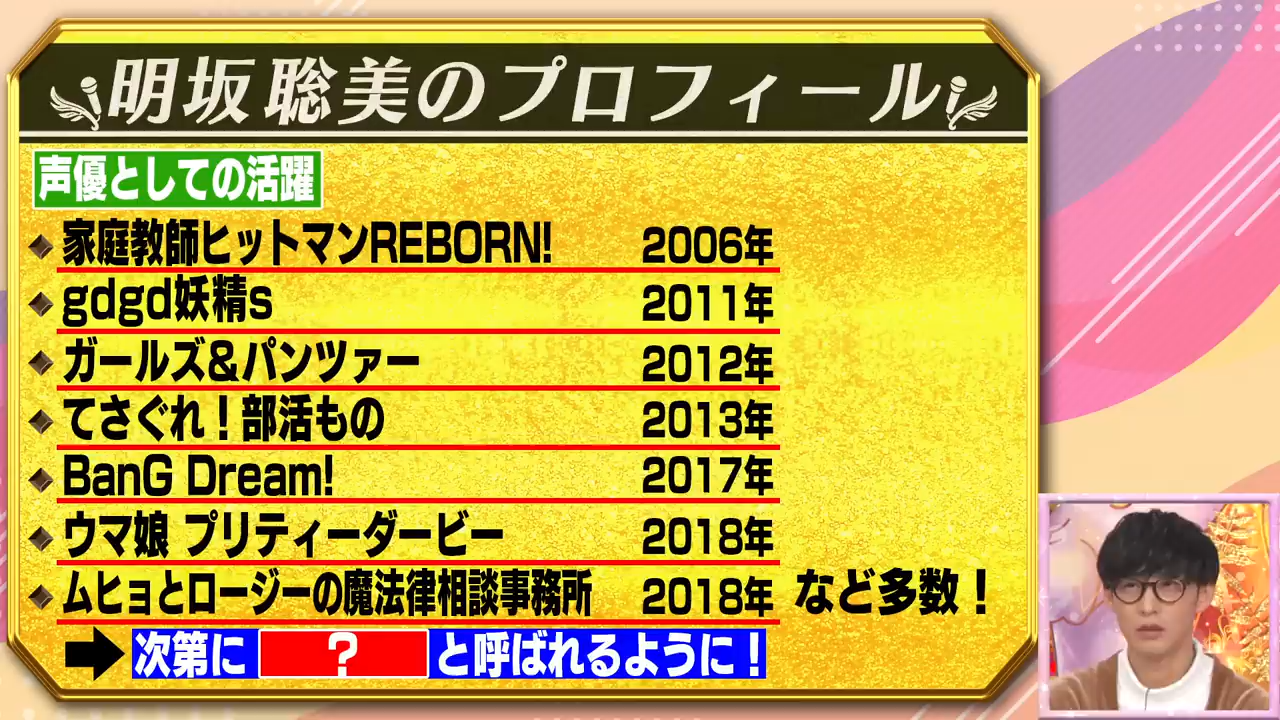 明坂聡美のプロフィール
声優としての活躍
家庭教師ヒットマンREBORN! 2006年
gdgd妖精s 2011年
ガールズ&パンツァー 2012年
てさぐれ！部活もの 2013年
BanG Dream! 2017年
ウマ娘 プリティーダービー 2018年
ムヒョとロージーの魔法律相談事務所 2018年 など多数！
次第に ？ と呼ばれるように！